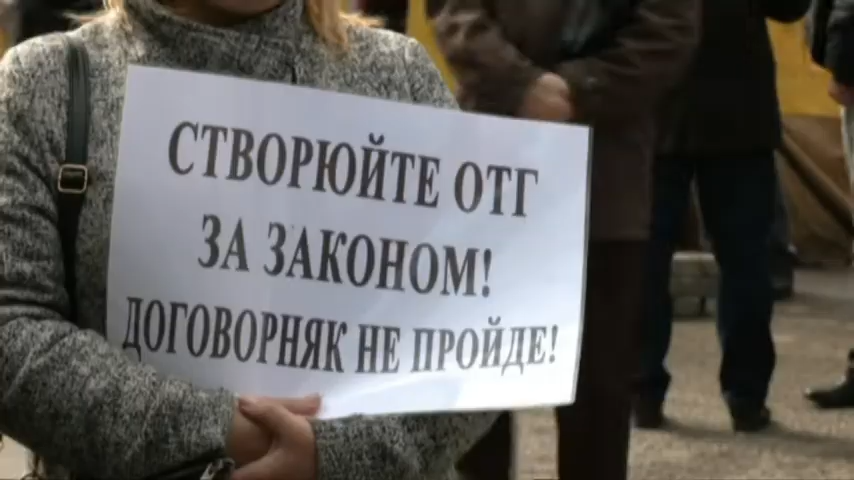 СТВОРЮЙТЕ ОТГ
ЗА ЗАКОНОМ!
ДОГОВОРНЯК НЕ ПРОЙДЕ!